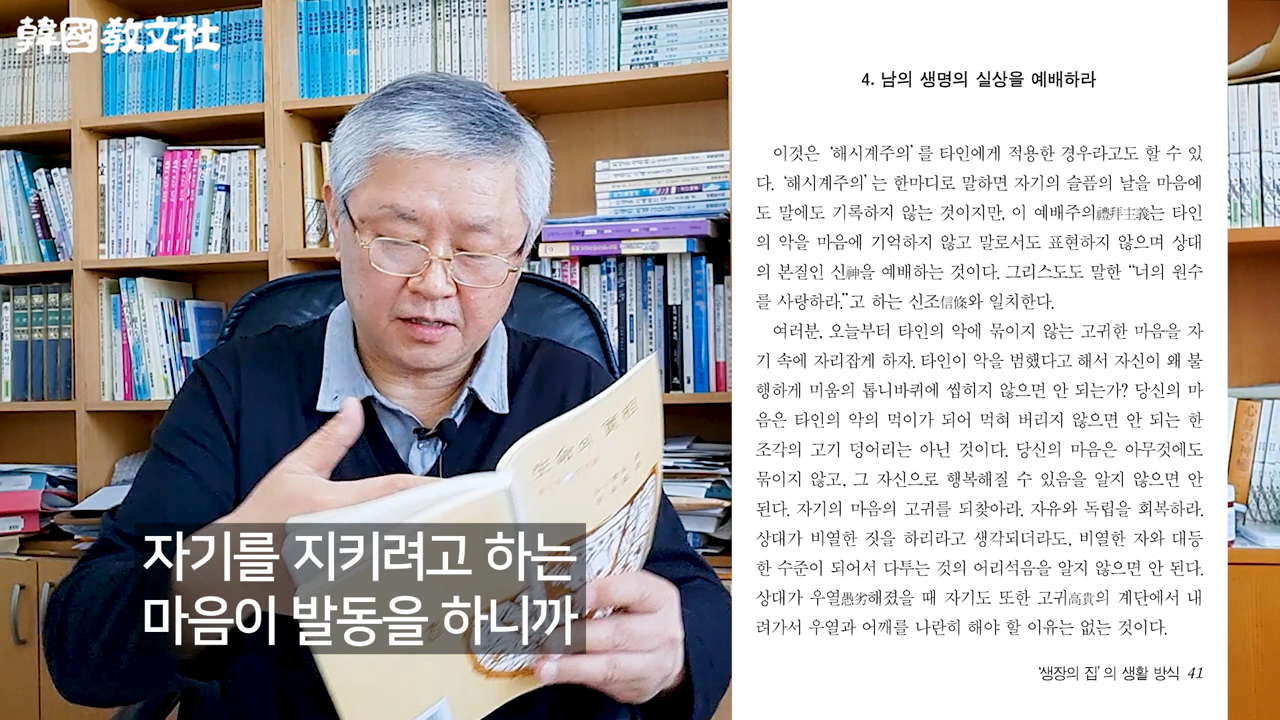 韓國敎文社
자기를 지키려고 하는
마음이 발동을 하니까
4. 남의 생명의 실상을 예배하라
이것은 ‘해시계주의’를 타인에게 적용한 경우라고도 할 수 있
다. ‘해시계주의’는 한마디로 말하면 자기의 슬픔의 날을 마음에
도 말에도 기록하지 않는 것이지만, 이 예배주의禮拜主義는 타인
의 악을 마음에 기억하지 않고 말로서도 표현하지 않으며 상대
의 본질인 신神을 예배하는 것이다. 그리스도도 말한 “너의 원수
를 사랑하라.”고 하는 신조信條와 일치한다.
여러분, 오늘부터 타인의 악에 묶이지 않는 고귀한 마음을 자
기 속에 자리잡게 하자. 타인이 악을 범했다고 해서 자신이 왜 불
행하게 미움의 톱니바퀴에 씹히지 않으면 안 되는가? 당신의 마
음은 타인의 악의 먹이가 되어 먹혀 버리지 않으면 안 되는 한
조각의 고기 덩어리는 아닌 것이다. 당신의 마음은 아무것에도
묶이지 않고, 그 자신으로 행복해질 수 있음을 알지 않으면 안
된다. 자기의 마음의 고귀를 되찾아라. 자유와 독립을 회복하라.
상대가 비열한 짓을 하리라고 생각되더라도, 비열한 자와 대등
한 수준이 되어서 다투는 것의 어리석음을 알지 않으면 안 된다.
상대가 우열愚劣해졌을 때 자기도 또한 고귀高貴의 계단에서 내
려가서 우열과 어깨를 나란히 해야 할 이유는 없는 것이다.
‘생장의 집’의 생활 방식 41